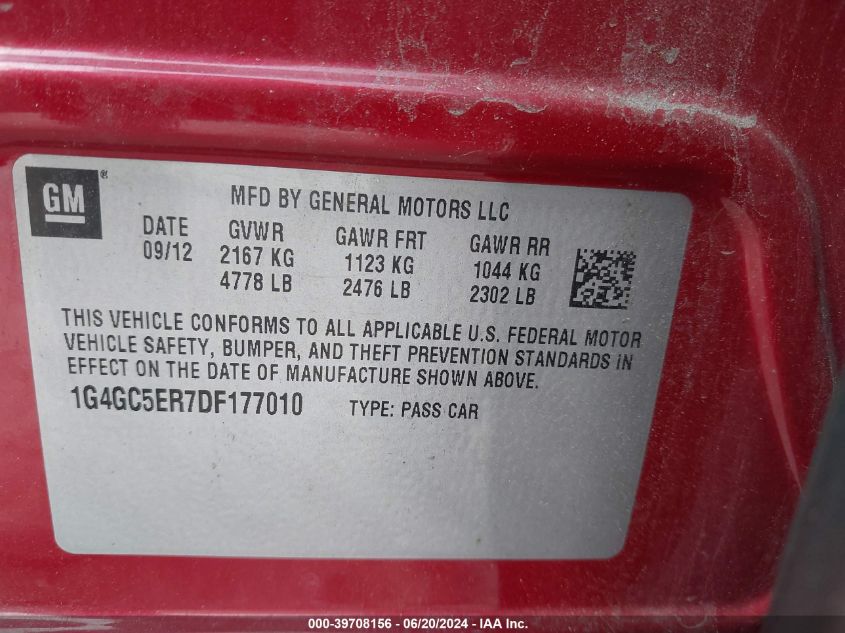 GM®
MFD BY GENERAL MOTORS LLC
DATE GVWR GAWR FRT GAWR RR
09/12 2167 KG 1123 KG 1044 KG
4778 LB 2476 LB 2302 LB
THIS VEHICLE CONFORMS TO ALL APPLICABLE U.S. FEDERAL MOTOR
VEHICLE SAFETY, BUMPER, AND THEFT PREVENTION STANDARDS IN
EFFECT ON THE DATE OF MANUFACTURE SHOWN ABOVE.
1G4GC5ER7DF177010 TYPE: PASS CAR
000-39708156 - 06/20/2024 - IAA Inc.